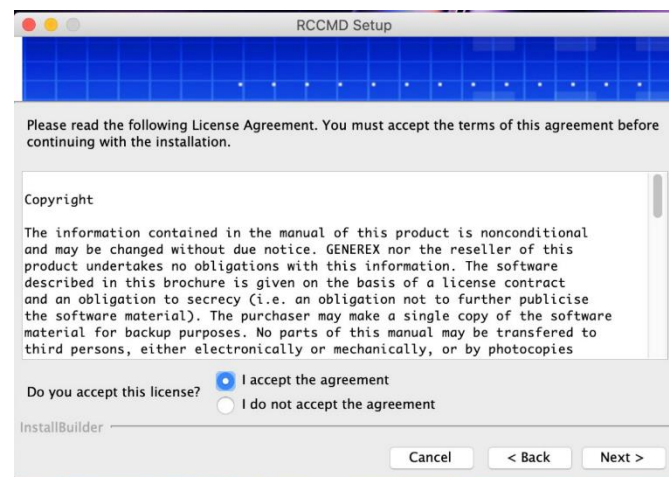 RCCMD Setup
Please read the following License Agreement. You must accept the terms of this agreement before
continuing with the installation.
Copyright
The information contained in the manual of this product is nonconditional
and may be changed without due notice. GENEREX nor the reseller of this
product undertakes no obligations with this information. The software
described in this brochure is given on the basis of a license contract
and an obligation to secrecy (i.e. an obligation not to further publicise
the software material). The purchaser may make a single copy of the software
material for backup purposes. No parts of this manual may be transfered to
third persons, either electronically or mechanically, or by photocopies
Do you accept this license?
I accept the agreement
I do not accept the agreement
InstallBuilder
Cancel
< Back
Next >